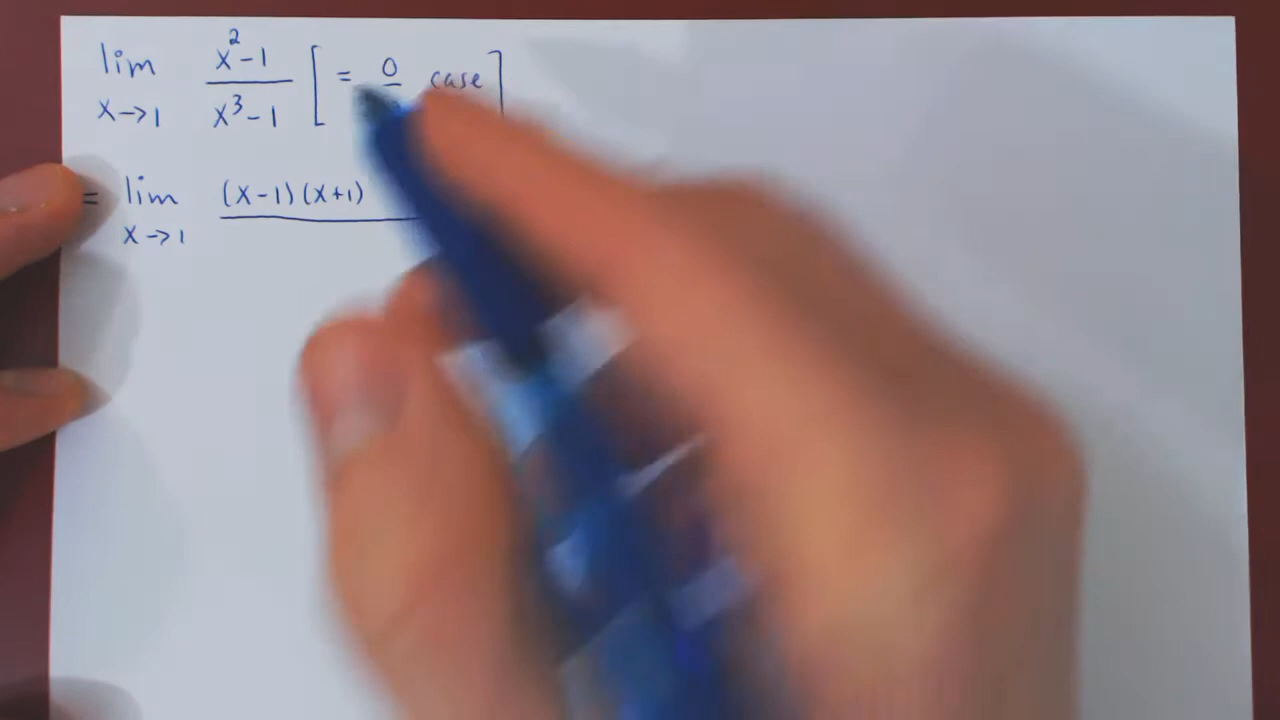 lim x²-1 [= 0 case]
x→1 x³-1
= lim (x-1)(x+1)
x→1